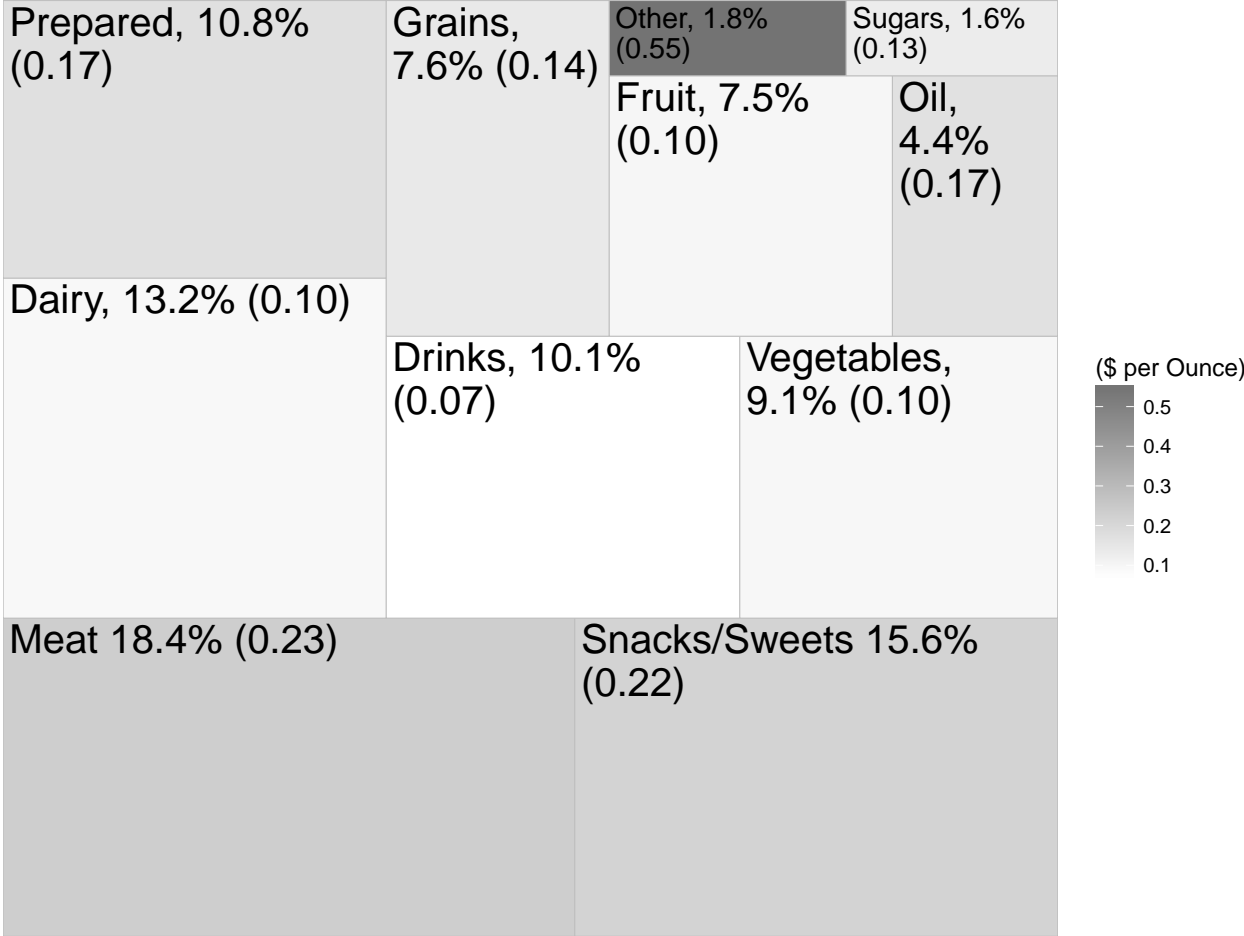 Prepared, 10.8%
(0.17)
Grains,
7.6% (0.14)
Other, 1.8%
(0.55)
Sugars, 1.6%
(0.13)
Fruit, 7.5%
(0.10)
Oil,
4.4%
(0.17)
Dairy, 13.2% (0.10)
Drinks, 10.1%
(0.07)
Vegetables,
9.1% (0.10)
Meat 18.4% (0.23)
Snacks/Sweets 15.6%
(0.22)
($ per Ounce)
0.5
0.4
0.3
0.2
0.1